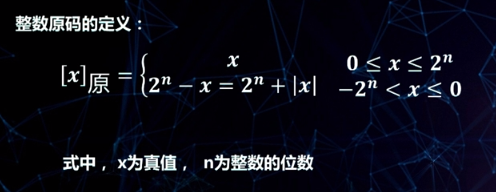 整数原码的定义：
[x]原 = { x    0 ≤ x ≤ 2ⁿ
2ⁿ − x = 2ⁿ + |x|    −2ⁿ < x ≤ 0
式中， x为真值， n为整数的位数